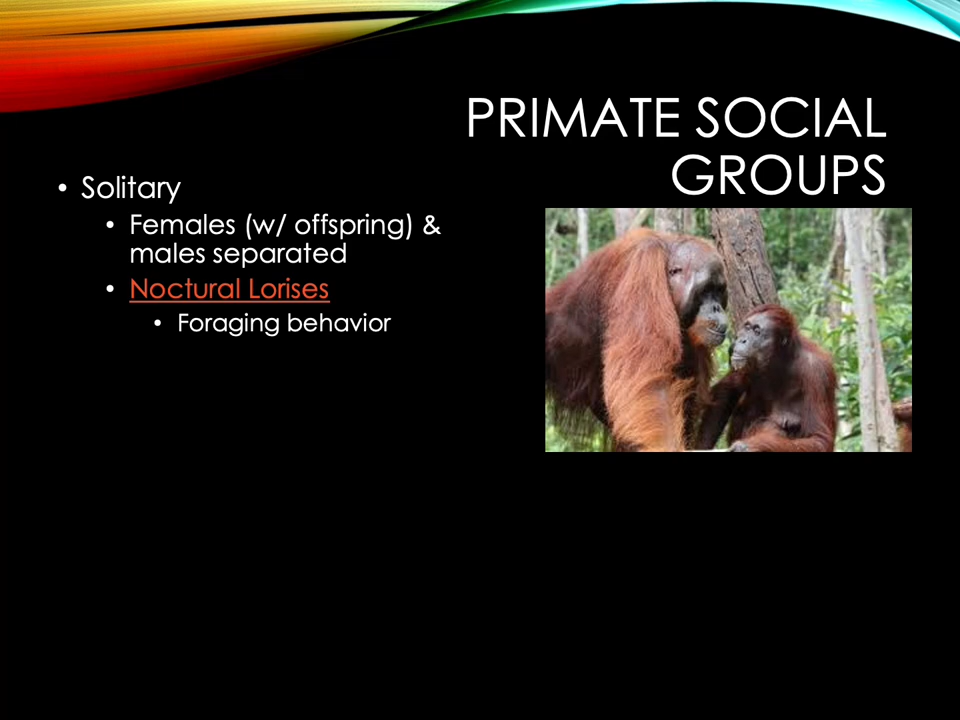 PRIMATE SOCIAL
GROUPS
• Solitary
• Females (w/ offspring) &
males separated
• Noctural Lorises
• Foraging behavior